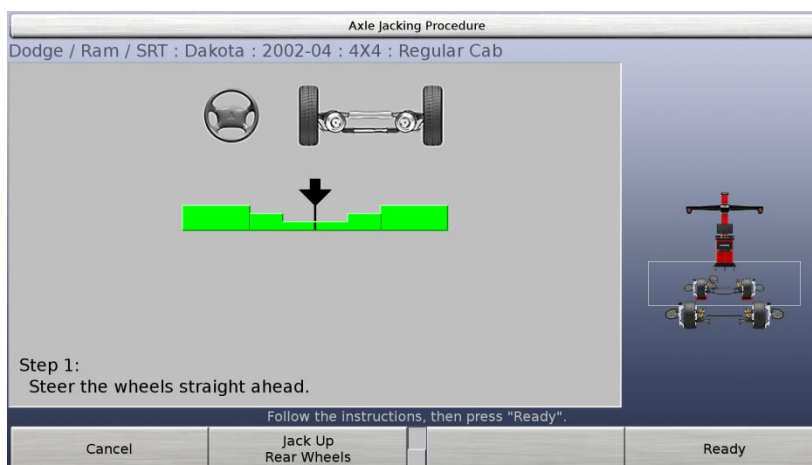 Axle Jacking Procedure
Dodge / Ram / SRT : Dakota : 2002-04 : 4X4 : Regular Cab
Step 1:
Steer the wheels straight ahead.
Follow the instructions, then press "Ready".
Cancel
Jack Up
Rear Wheels
Ready